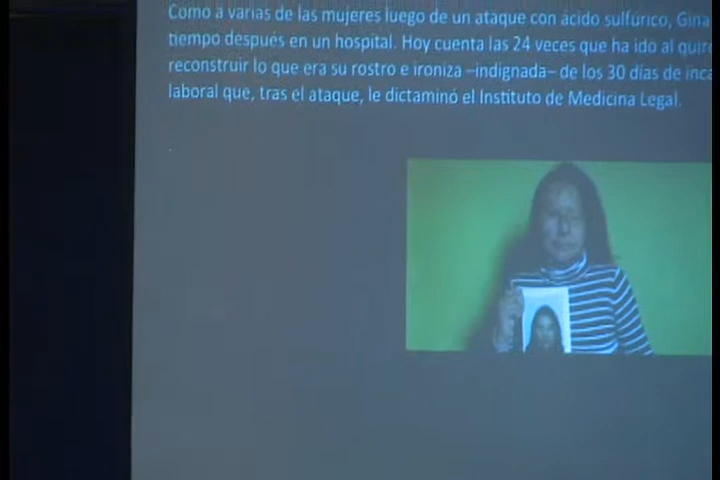 Como a varias de las mujeres luego de un ataque con ácido sulfúrico, Gina
tiempo después en un hospital. Hoy cuenta las 24 veces que ha ido al
reconstruir lo que era su rostro e ironiza –indignada– de los 30 días de
laboral que, tras el ataque, le dictaminó el Instituto de Medicina Legal.